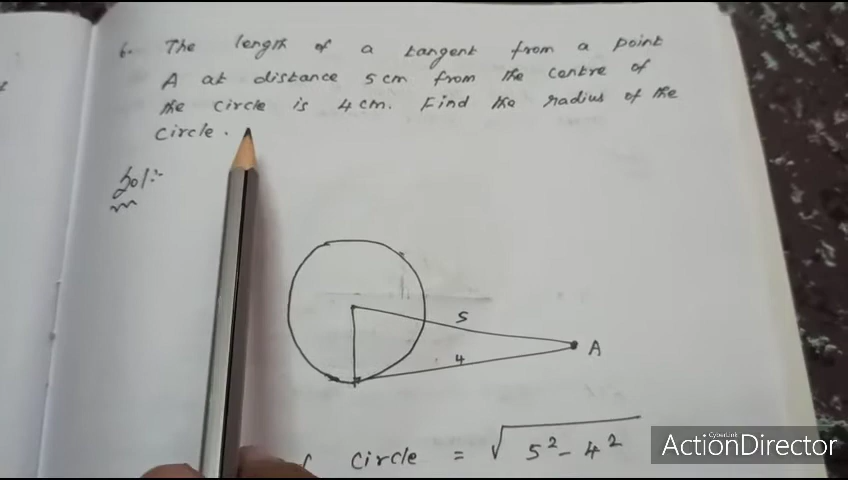 6. The length of a tangent from a point
A at distance 5 cm from the centre of
the circle is 4 cm. Find the radius of the
circle.
Sol:-
5
A
4
circle = √5² - 4²
CyberLink
ActionDirector